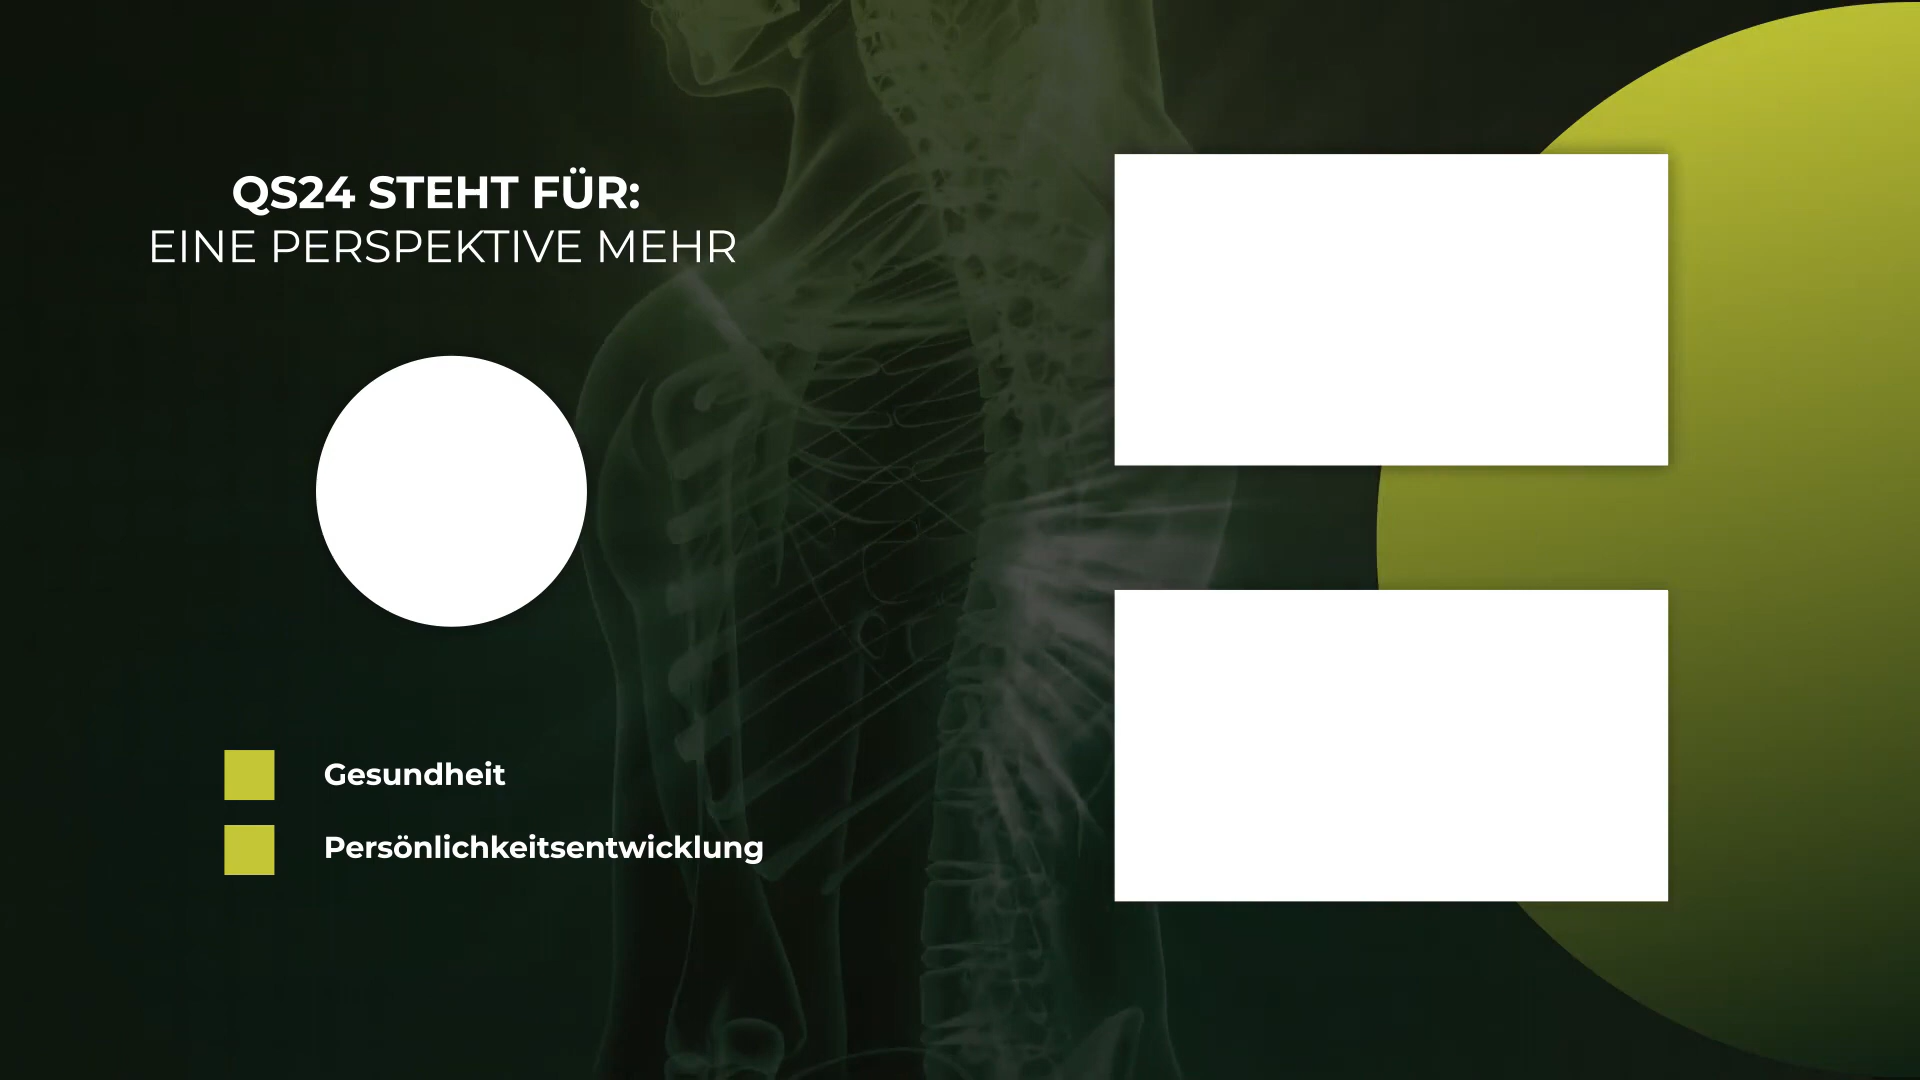 QS24 STEHT FÜR:
EINE PERSPEKTIVE MEHR
Gesundheit
Persönlichkeitsentwicklung